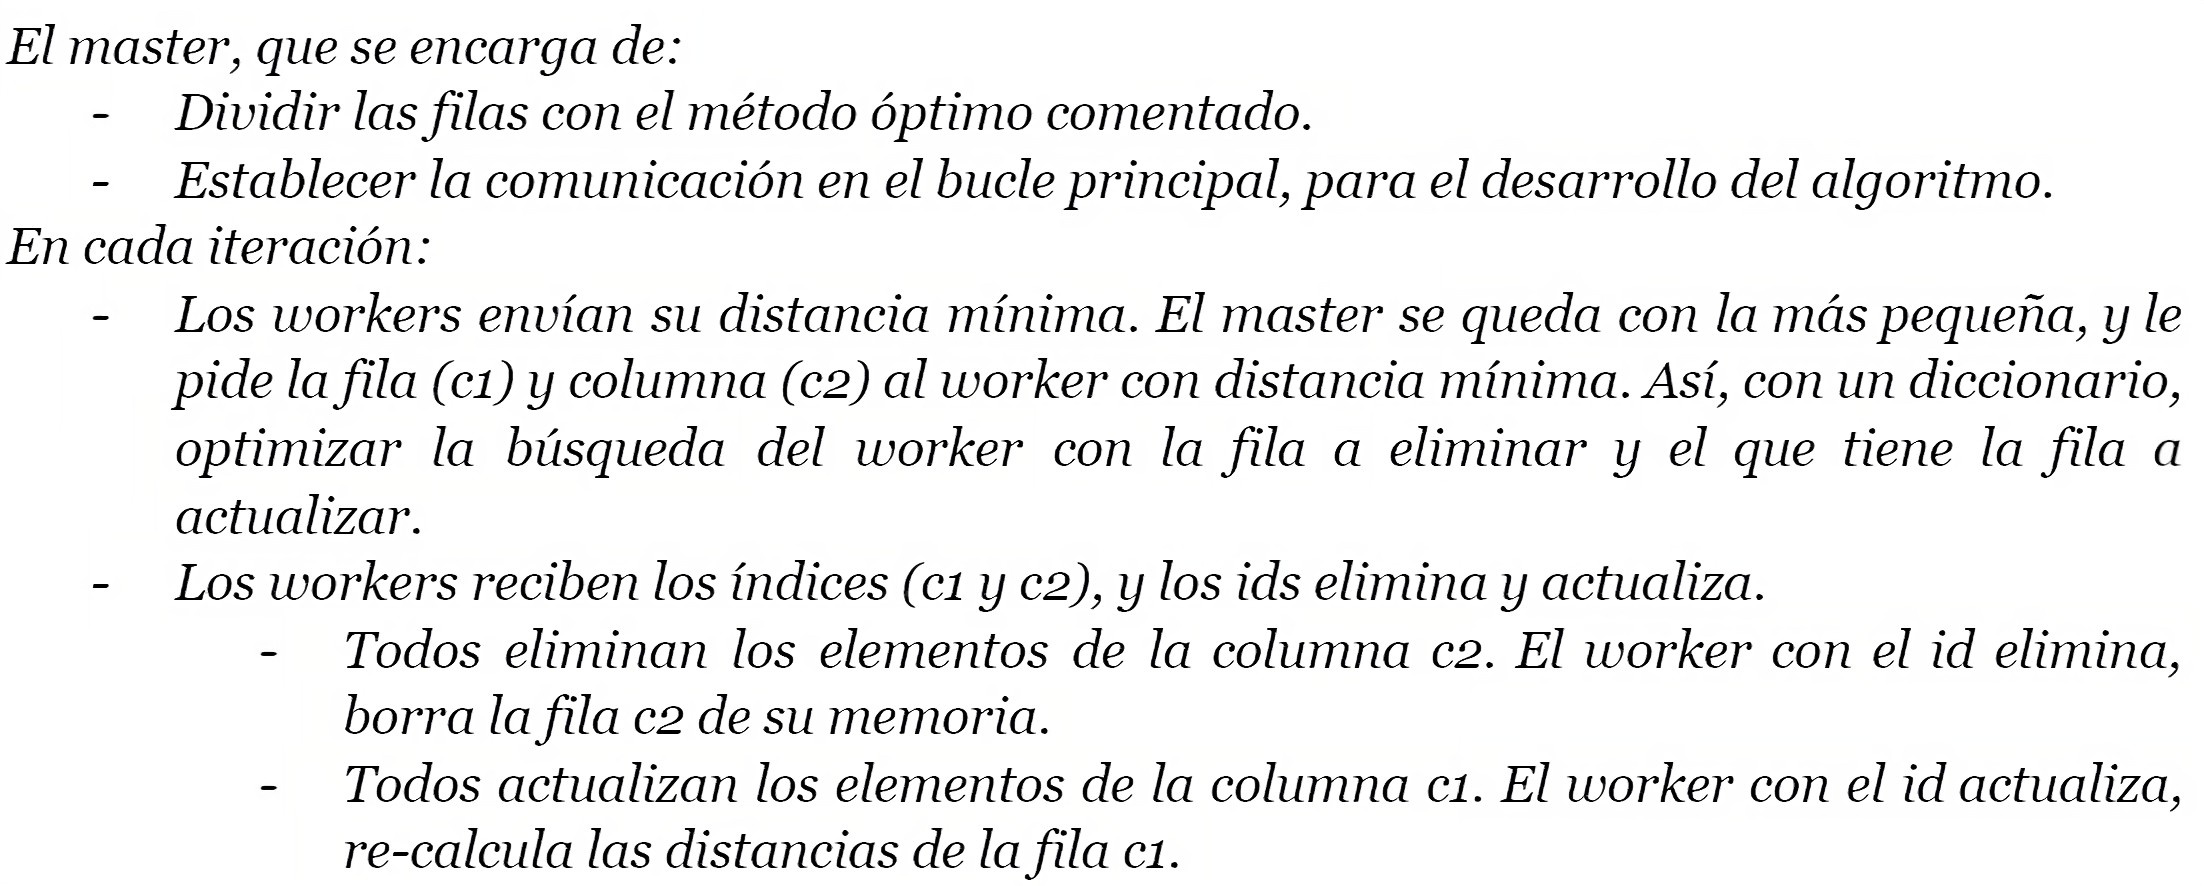 El master, que se encarga de:
- Dividir las filas con el método óptimo comentado.
- Establecer la comunicación en el bucle principal, para el desarrollo del algoritmo.
En cada iteración:
- Los workers envían su distancia mínima. El master se queda con la más pequeña, y le
pide la fila (c1) y columna (c2) al worker con distancia mínima. Así, con un diccionario,
optimizar la búsqueda del worker con la fila a eliminar y el que tiene la fila a
actualizar.
- Los workers reciben los índices (c1 y c2), y los ids elimina y actualiza.
- Todos eliminan los elementos de la columna c2. El worker con el id elimina,
borra la fila c2 de su memoria.
- Todos actualizan los elementos de la columna c1. El worker con el id actualiza,
re-calcula las distancias de la fila c1.